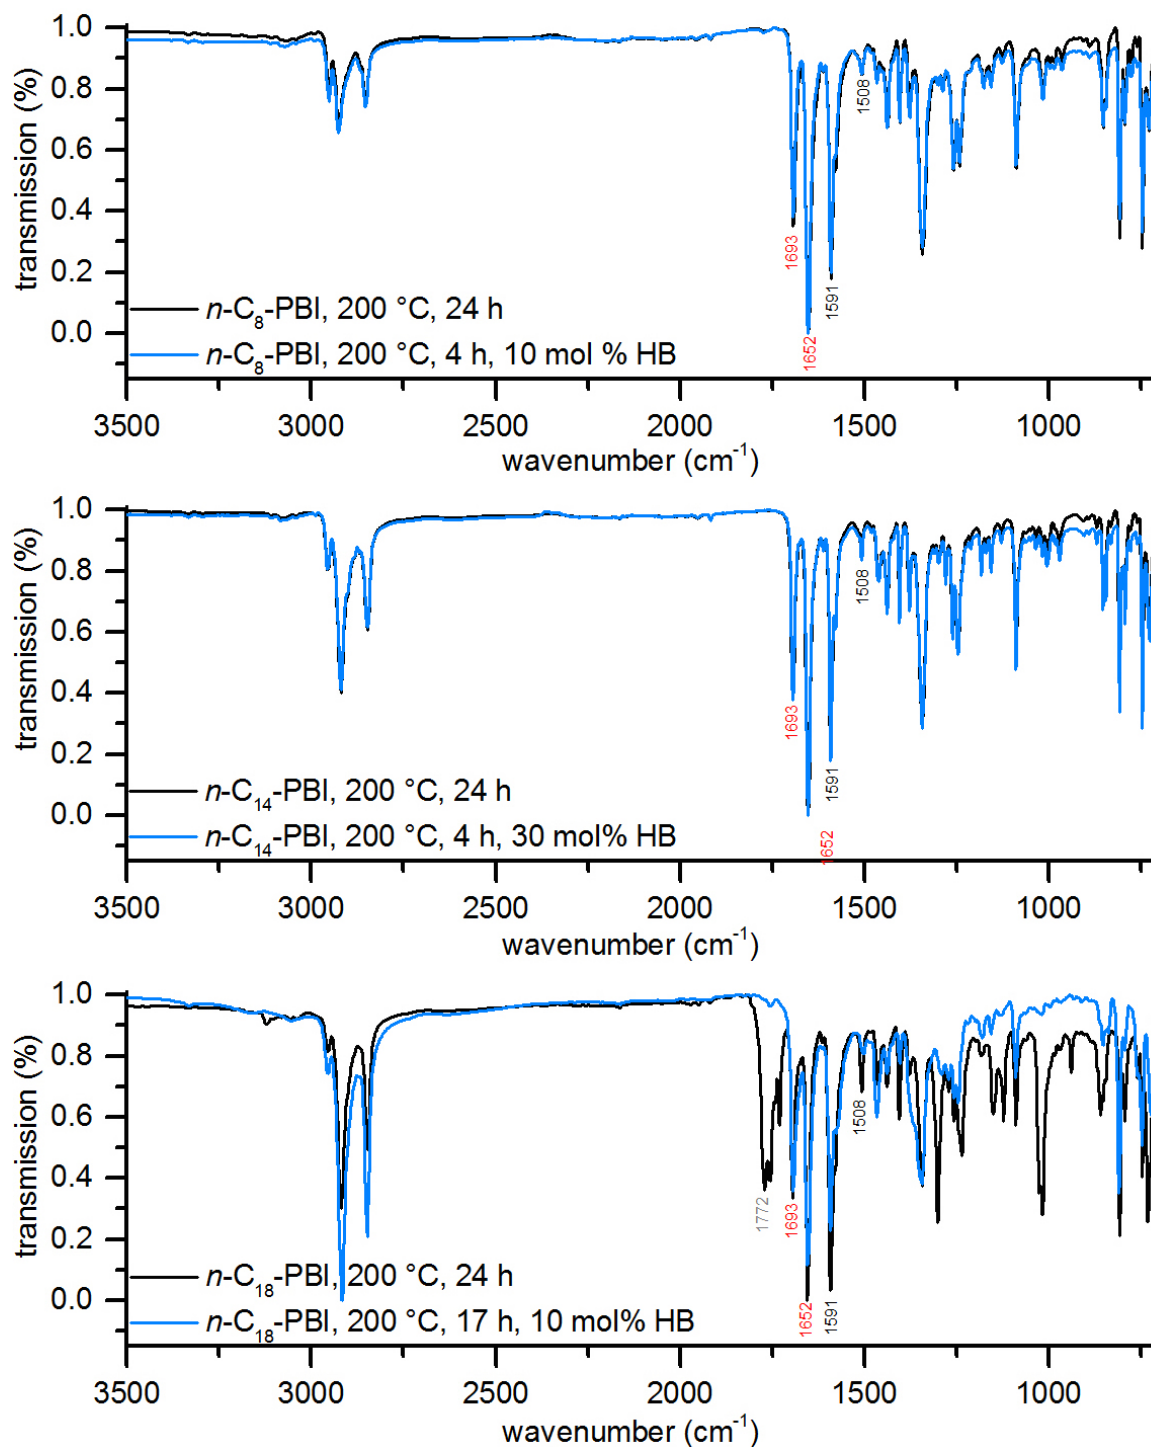 1.0
0.8
0.6
0.4
0.2
0.0
transmission (%)
1508
1693
1591
1652
n-C8-PBI, 200 °C, 24 h
n-C8-PBI, 200 °C, 4 h, 10 mol % HB
3500 3000 2500 2000 1500 1000
wavenumber (cm-1)
1.0
0.8
0.6
0.4
0.2
0.0
transmission (%)
1508
1693
1591
1652
n-C14-PBI, 200 °C, 24 h
n-C14-PBI, 200 °C, 4 h, 30 mol% HB
3500 3000 2500 2000 1500 1000
wavenumber (cm-1)
1.0
0.8
0.6
0.4
0.2
0.0
transmission (%)
1508
1772
1693
1652
1591
n-C18-PBI, 200 °C, 24 h
n-C18-PBI, 200 °C, 17 h, 10 mol% HB
3500 3000 2500 2000 1500 1000
wavenumber (cm-1)